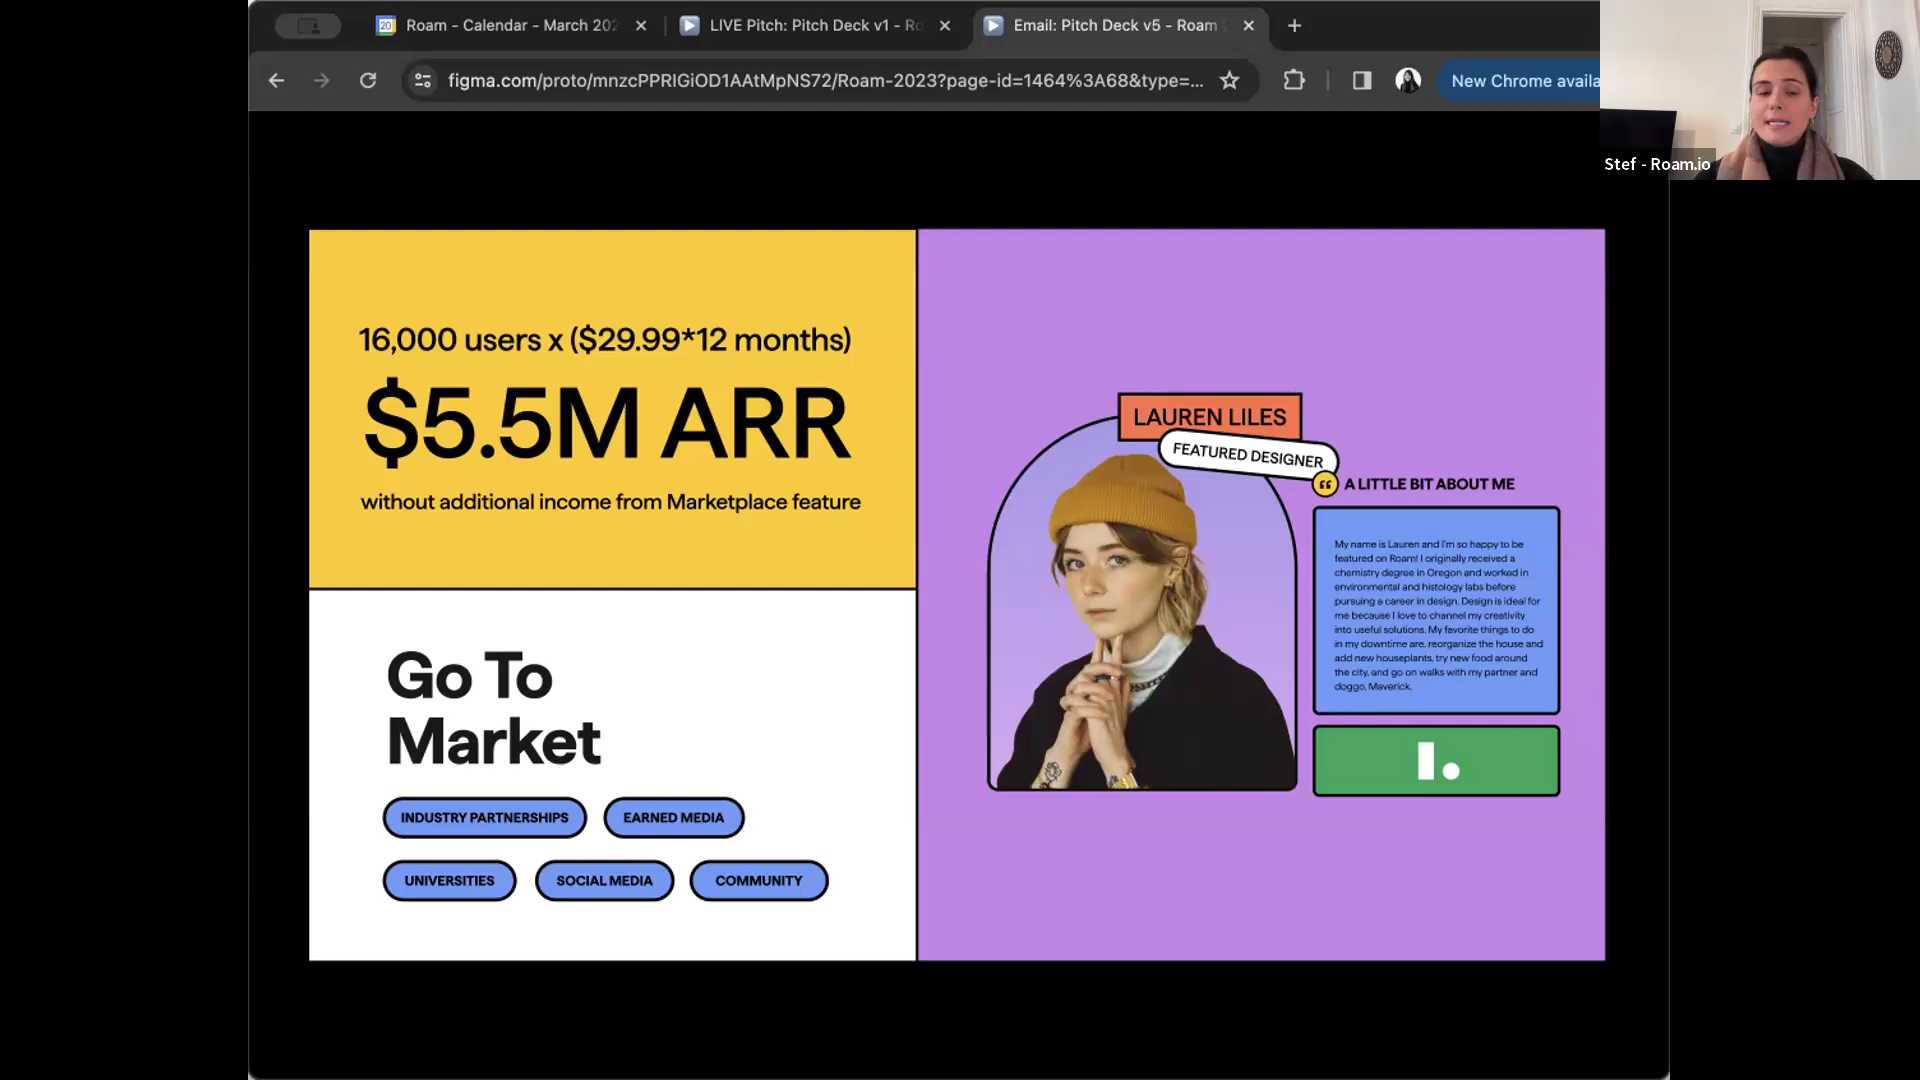 Roam - Calendar - March 202
LIVE Pitch: Pitch Deck v1 - Ro
Email: Pitch Deck v5 - Roam
figma.com/proto/mnzcPPRIGiOD1AAtMpNS72/Roam-2023?page-id=1464%3A68&type=...
New Chrome availa
Stef - Roam.io
16,000 users x ($29.99*12 months)
$5.5M ARR
without additional income from Marketplace feature
Go To
Market
INDUSTRY PARTNERSHIPS
EARNED MEDIA
UNIVERSITIES
SOCIAL MEDIA
COMMUNITY
LAUREN LILES
FEATURED DESIGNER
“ A LITTLE BIT ABOUT ME
My name is Lauren and I'm so happy to be
featured on Roam! I originally received a
chemistry degree in Oregon and worked in
environmental and histology labs before
pursuing a career in design. Design is ideal for
me because I love to channel my creativity
into useful solutions. My favorite things to do
in my downtime are, reorganize the house and
add new houseplants, try new food around
the city, and go on walks with my partner and
doggo, Maverick.
l.